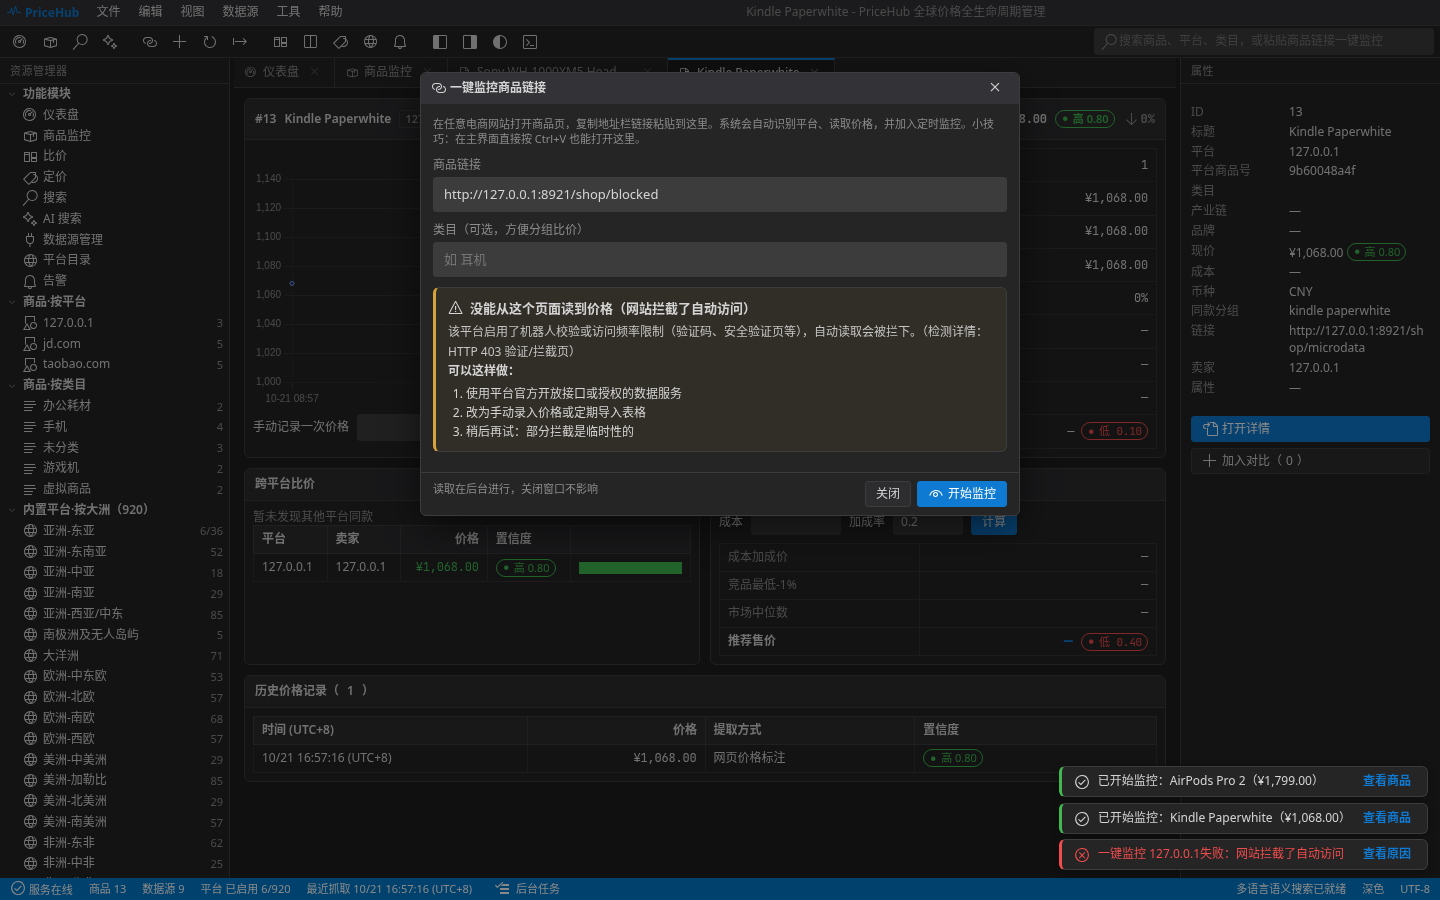 PriceHub 文件 编辑 视图 数据源 工具 帮助 Kindle Paperwhite - PriceHub 全球价格全生命周期管理
搜索商品、平台、类目，或粘贴商品链接一键监控
资源管理器
功能模块
仪表盘
商品监控
比价
定价
搜索
AI 搜索
数据源管理
平台目录
告警
商品·按平台
127.0.0.1 3
jd.com 5
taobao.com 5
商品·按类目
办公耗材 2
手机 4
未分类 3
游戏机 2
虚拟商品 2
内置平台·按大洲（920）
亚洲-东亚 6/36
亚洲-东南亚 52
亚洲-中亚 18
亚洲-南亚 29
亚洲-西亚/中东 85
南极洲及无人岛屿 5
大洋洲 71
欧洲-中东欧 53
欧洲-北欧 57
欧洲-南欧 68
欧洲-西欧 57
美洲-中美洲 29
美洲-加勒比 85
美洲-北美洲 29
美洲-南美洲 57
非洲-东非 62
非洲-中非 25
仪表盘 商品监控 Sony WH-1000XM5 Head Kindle Paperwhite
#13 Kindle Paperwhite 8.00 高 0.80 0%
1,140
1,120
1,100
1,080
1,060
1,040
1,020
1,000
10-21 08:57
手动记录一次价格
1
¥1,068.00
¥1,068.00
¥1,068.00
0%
—
—
—
— 低 0.10
一键监控商品链接
在任意电商网站打开商品页，复制地址栏链接粘贴到这里。系统会自动识别平台、读取价格，并加入定时监控。小技
巧：在主界面直接按 Ctrl+V 也能打开这里。
商品链接
http://127.0.0.1:8921/shop/blocked
类目（可选，方便分组比价）
如 耳机
没能从这个页面读到价格（网站拦截了自动访问）
该平台启用了机器人校验或访问频率限制（验证码、安全验证页等），自动读取会被拦下。（检测详情：
HTTP 403 验证/拦截页）
可以这样做：
1. 使用平台官方开放接口或授权的数据服务
2. 改为手动录入价格或定期导入表格
3. 稍后再试：部分拦截是临时性的
读取在后台进行，关闭窗口不影响
关闭 开始监控
跨平台比价
暂未发现其他平台同款
平台 卖家 价格 置信度
127.0.0.1 127.0.0.1 ¥1,068.00 高 0.80
成本 加成率 0.2 计算
成本加成价 —
竞品最低-1% —
市场中位数 —
推荐售价 — 低 0.40
历史价格记录（ 1 ）
时间 (UTC+8) 价格 提取方式 置信度
10/21 16:57:16 (UTC+8) ¥1,068.00 网页价格标注 高 0.80
属性
ID 13
标题 Kindle Paperwhite
平台 127.0.0.1
平台商品号 9b60048a4f
类目
产业链 —
品牌 —
现价 ¥1,068.00 高 0.80
成本 —
币种 CNY
同款分组 kindle paperwhite
链接 http://127.0.0.1:8921/sh
op/microdata
卖家 127.0.0.1
属性 —
打开详情
加入对比（ 0 ）
已开始监控：AirPods Pro 2（¥1,799.00） 查看商品
已开始监控：Kindle Paperwhite（¥1,068.00） 查看商品
一键监控 127.0.0.1失败：网站拦截了自动访问 查看原因
服务在线 商品 13 数据源 9 平台 已启用 6/920 最近抓取 10/21 16:57:16 (UTC+8) 后台任务 多语言语义搜索已就绪 深色 UTF-8